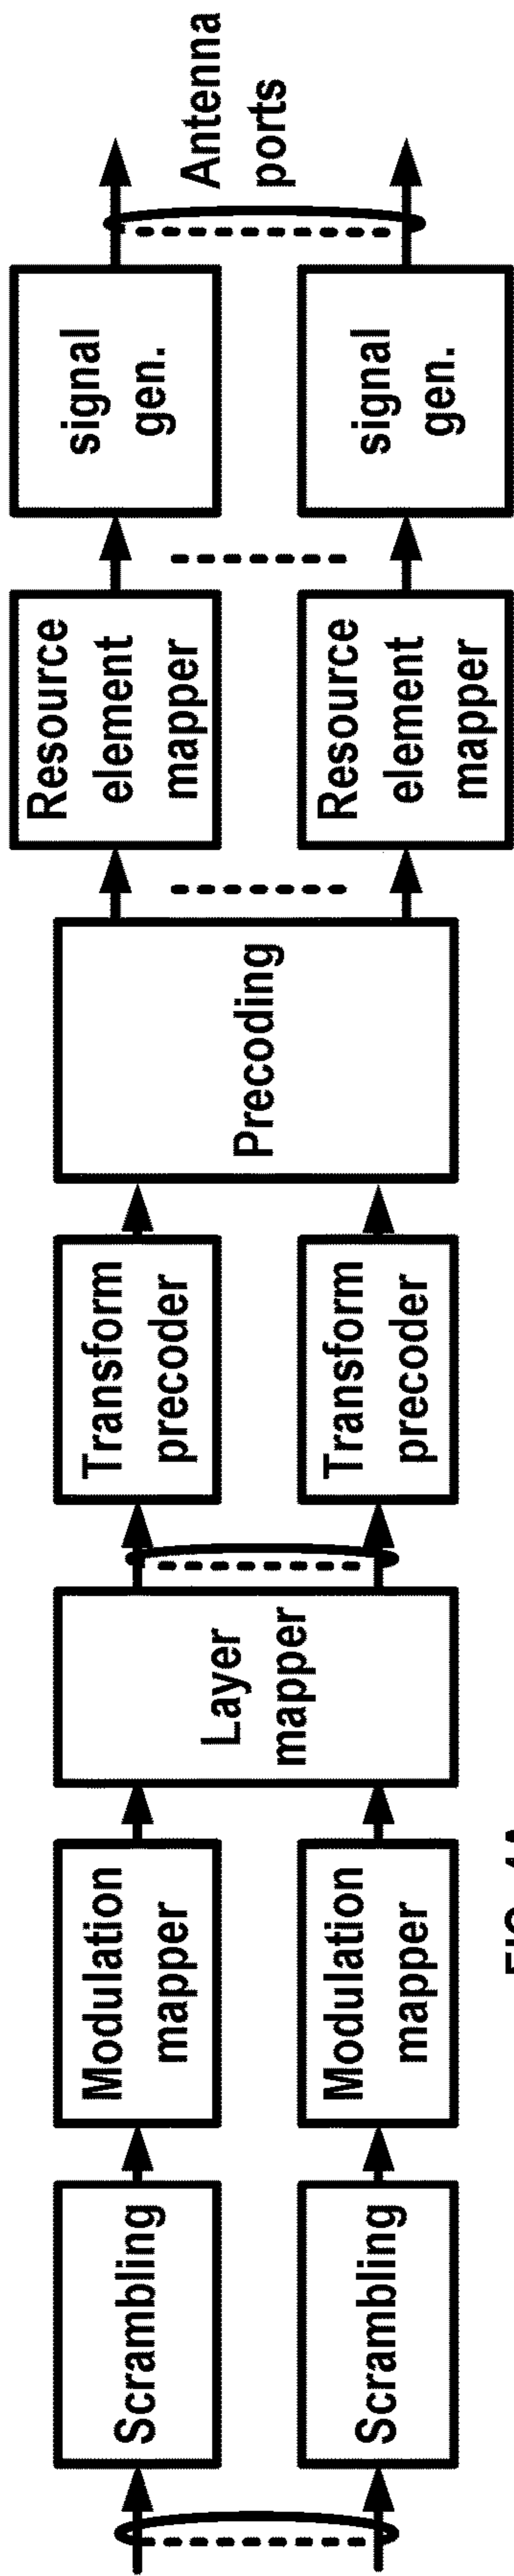 Scrambling
Scrambling
Modulation
mapper
Modulation
mapper
Layer
mapper
Transform
precoder
Transform
precoder
Precoding
Resource
element
mapper
Resource
element
mapper
signal
gen.
signal
gen.
Antenna
ports